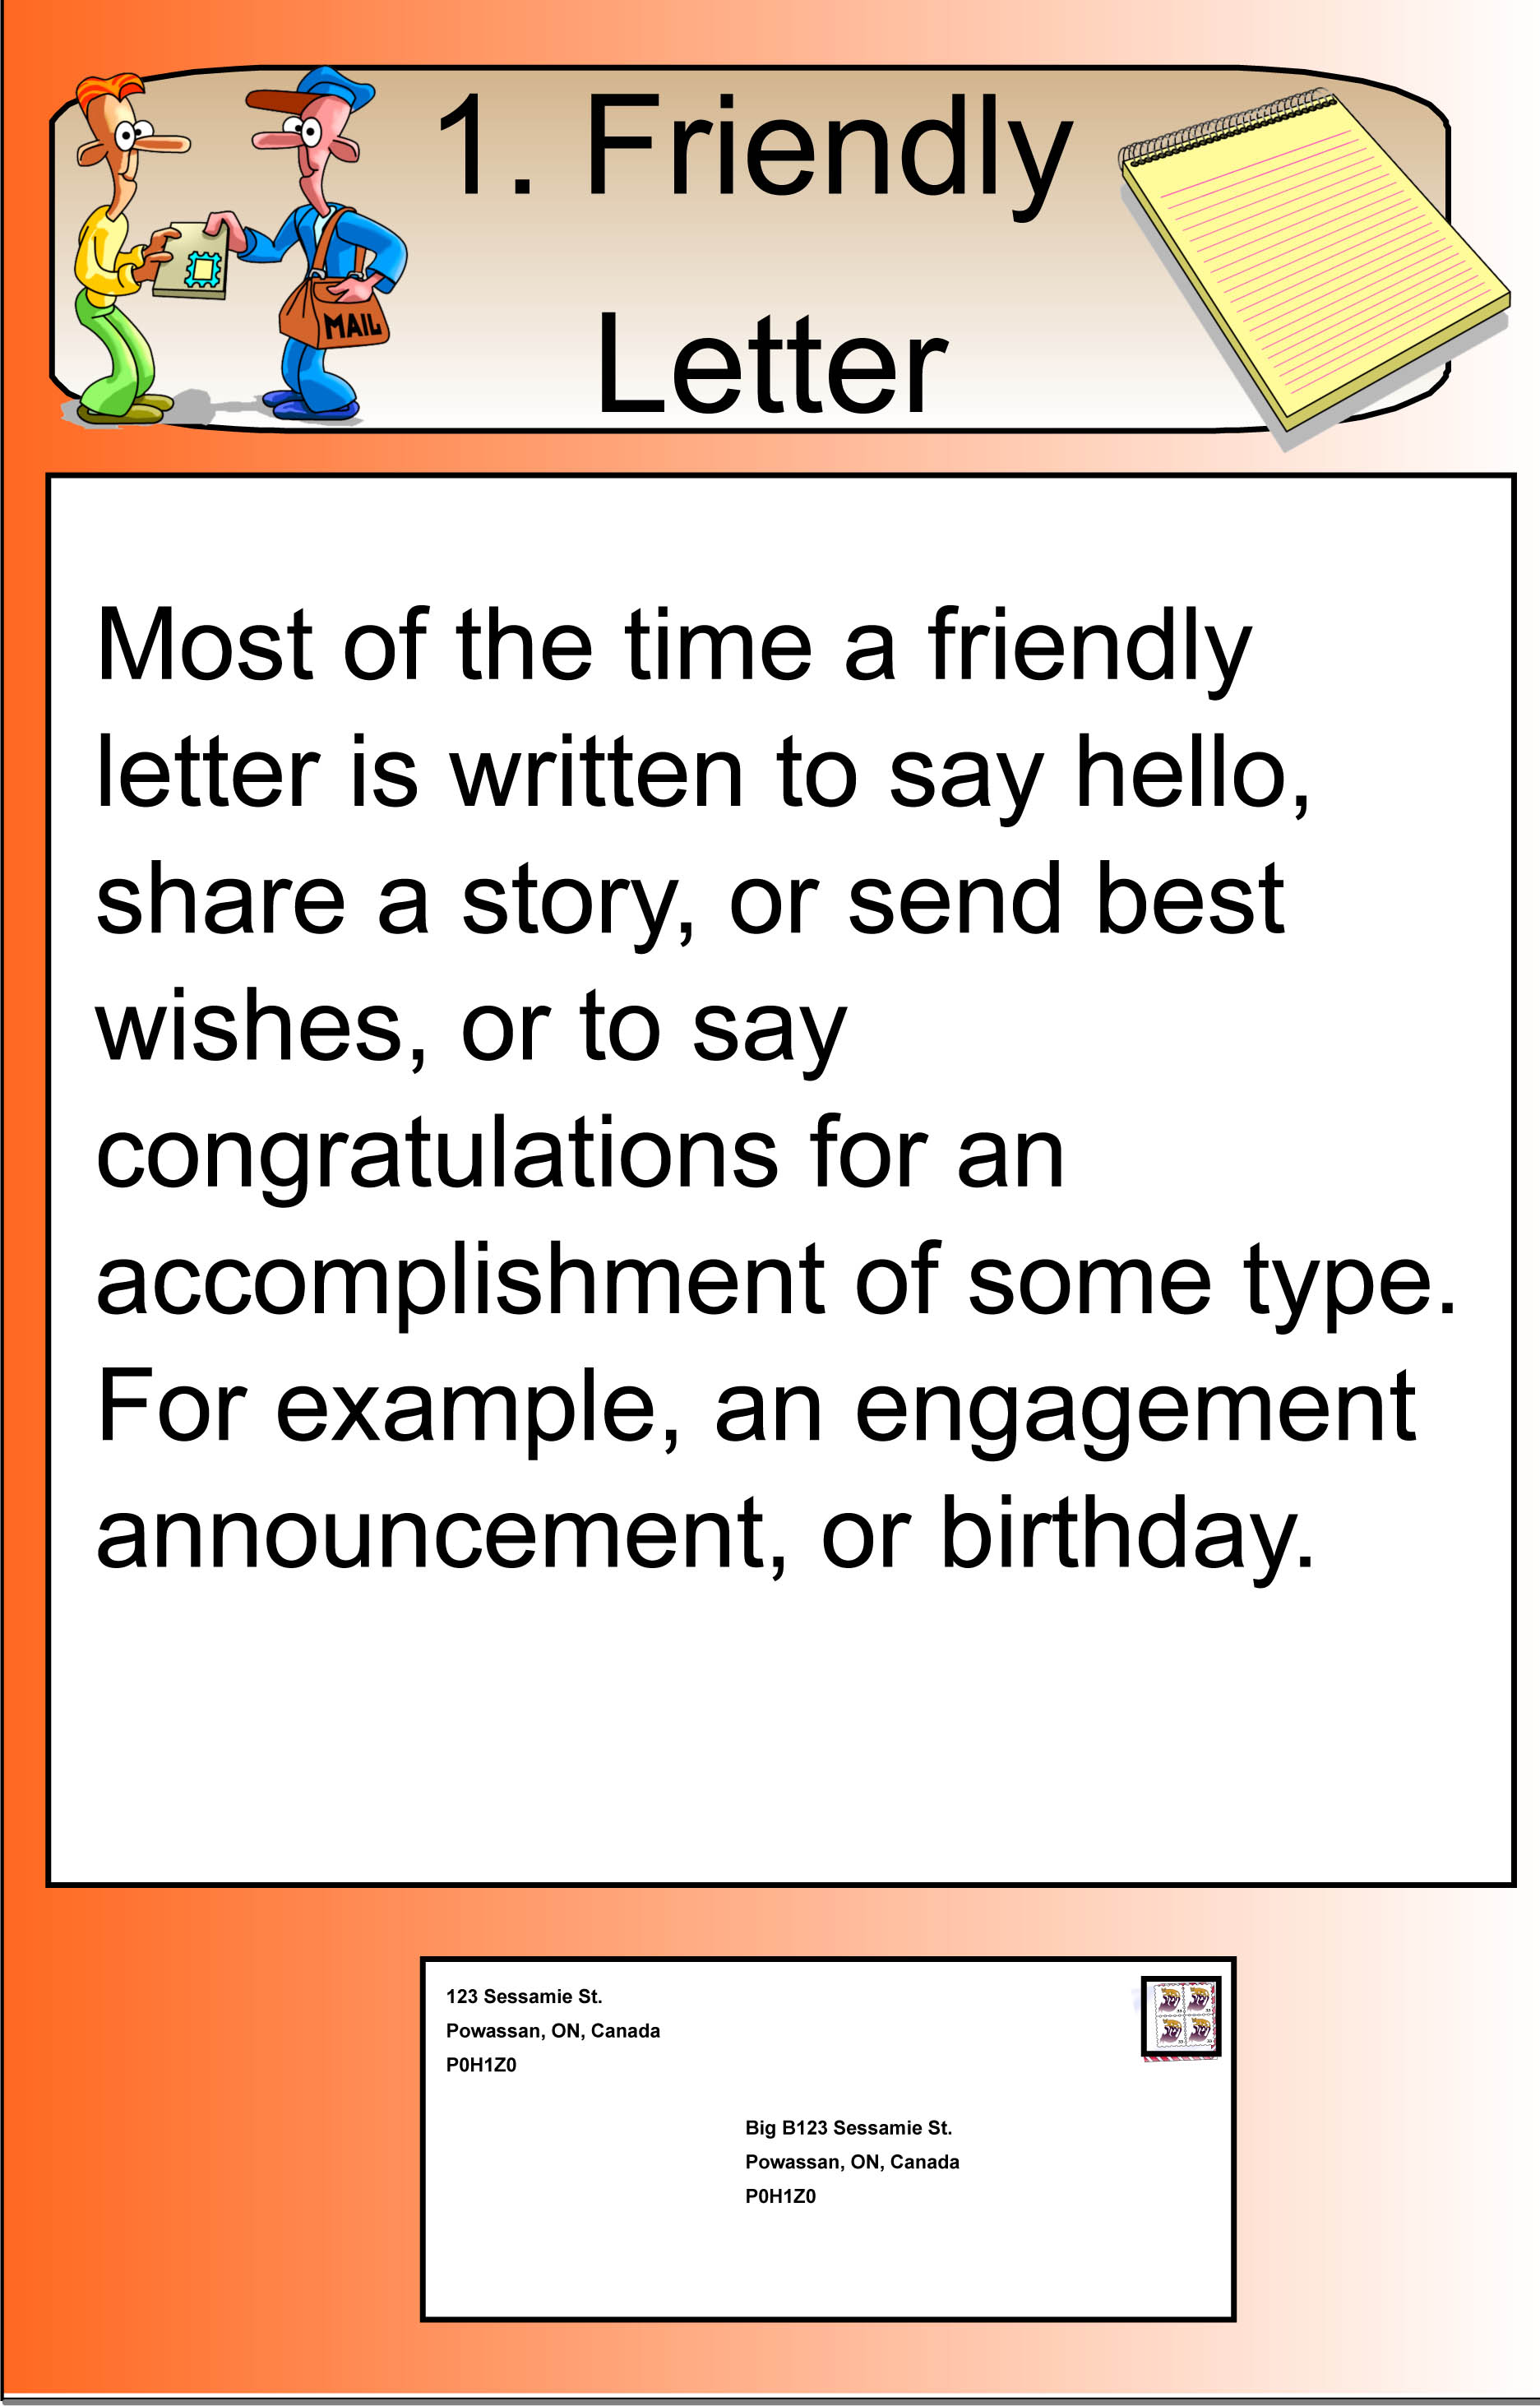 1. Friendly
Letter
MAIL
Most of the time a friendly
letter is written to say hello,
share a story, or send best
wishes, or to say
congratulations for an
accomplishment of some type.
For example, an engagement
announcement, or birthday.
123 Sessamie St.
Powassan, ON, Canada
P0H1Z0
Big B123 Sessamie St.
Powassan, ON, Canada
P0H1Z0